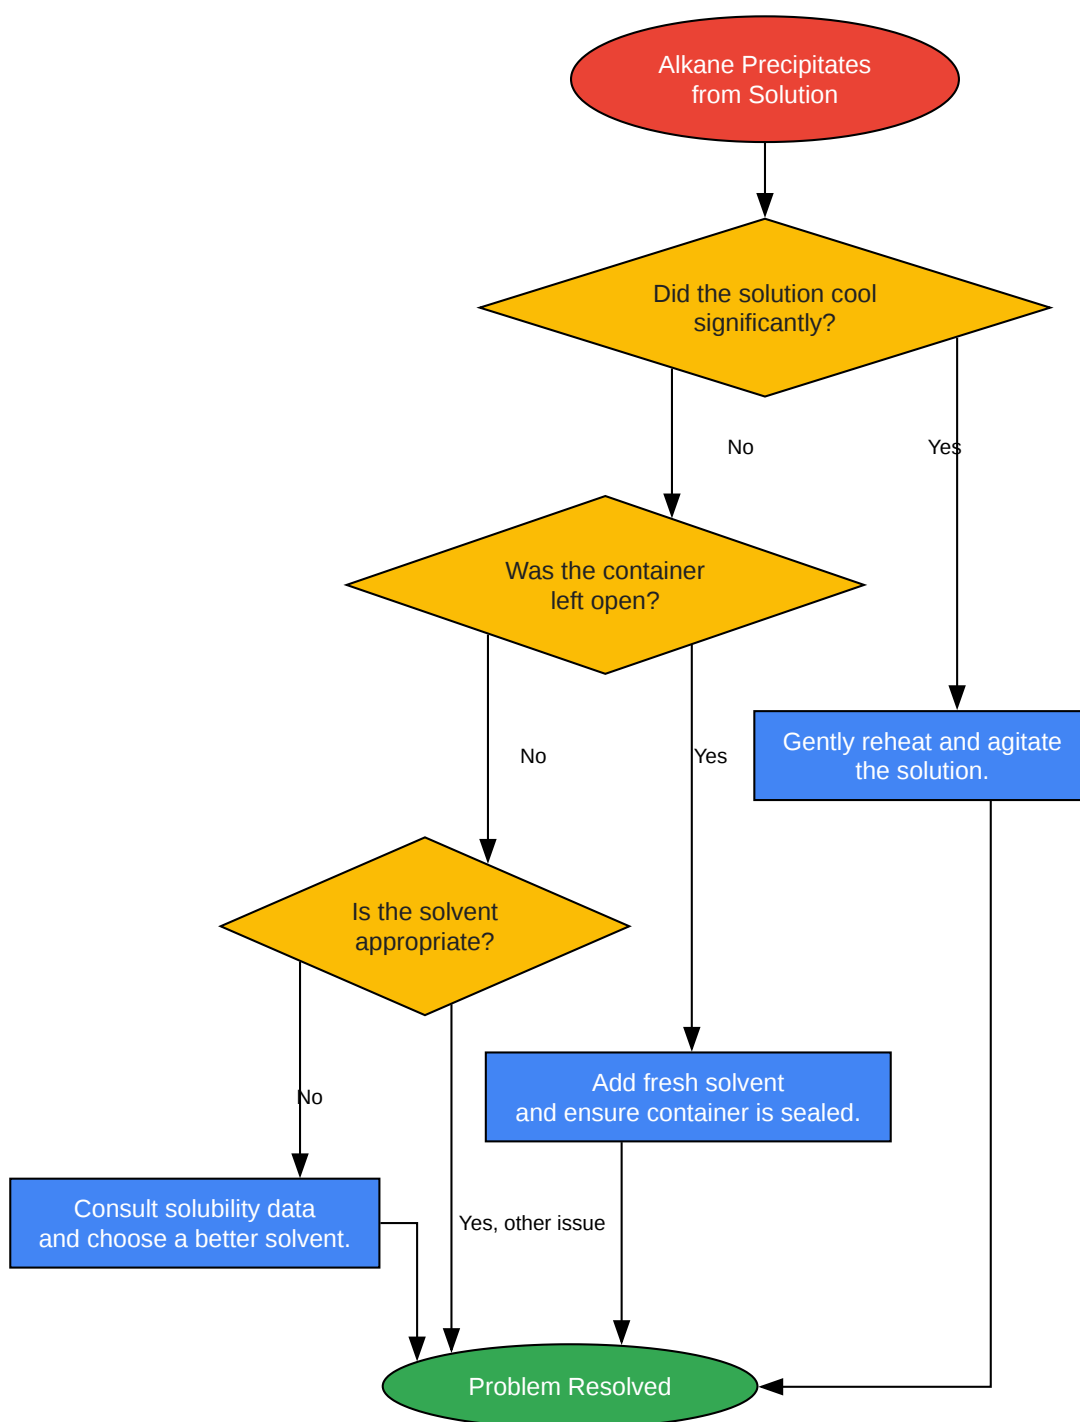 Alkane Precipitates
from Solution
Did the solution cool
significantly?
No
Yes
Was the container
left open?
No
Yes
Gently reheat and agitate
the solution.
Is the solvent
appropriate?
No
Add fresh solvent
and ensure container is sealed.
Consult solubility data
and choose a better solvent.
Yes, other issue
Problem Resolved